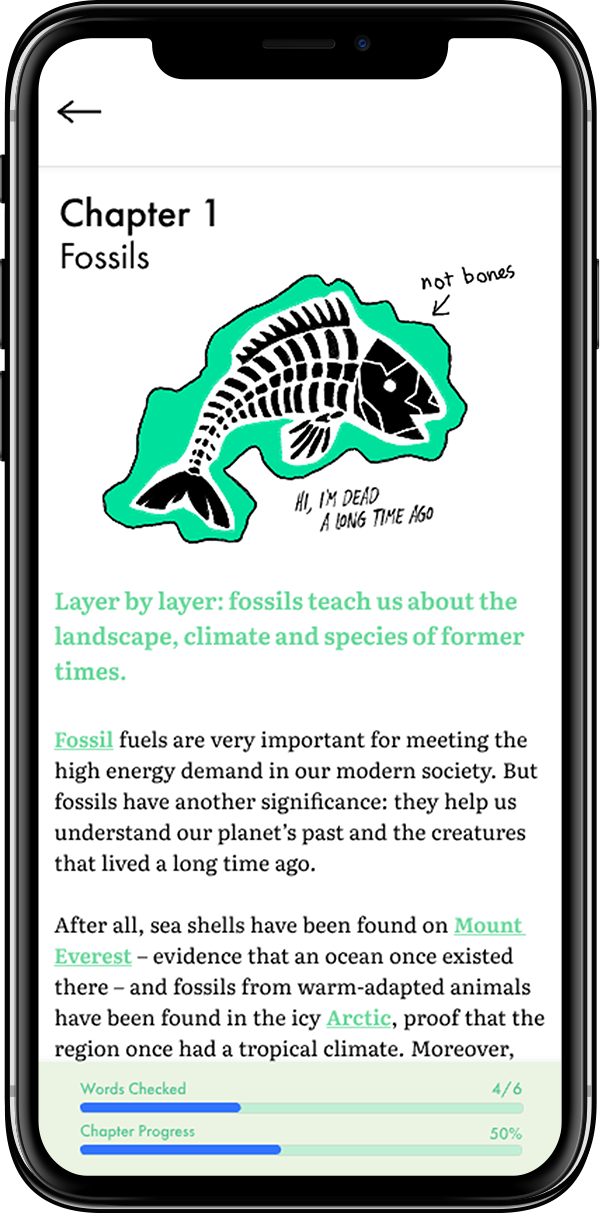 Chapter 1
Fossils
not bones
HI, I'M DEAD
A LONG TIME AGO
Layer by layer: fossils teach us about the
landscape, climate and species of former
times.
Fossil fuels are very important for meeting the
high energy demand in our modern society. But
fossils have another significance: they help us
understand our planet's past and the creatures
that lived a long time ago.
After all, sea shells have been found on Mount
Everest – evidence that an ocean once existed
there – and fossils from warm-adapted animals
have been found in the icy Arctic, proof that the
region once had a tropical climate. Moreover,
Words Checked 4/6
Chapter Progress 50%